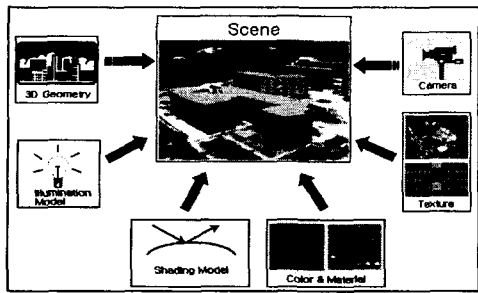 Scene
3D Geometry
Camera
Illumination
Model
Texture
Shading Model
Color & Material